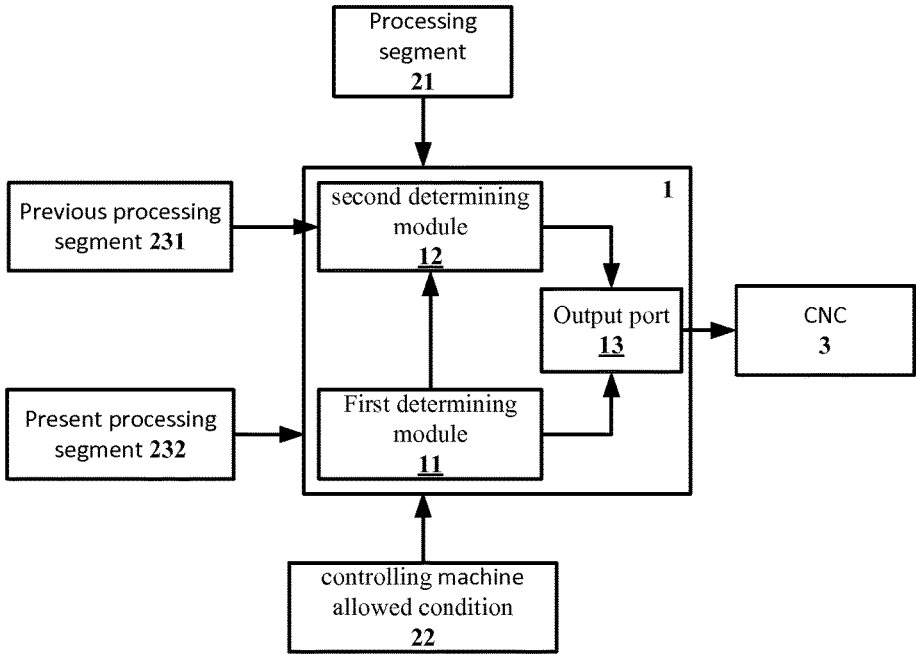 Processing
segment
21
1
Previous processing
segment 231
second determining
module
12
Output port
13
CNC
3
Present processing
segment 232
First determining
module
11
controlling machine
allowed condition
22